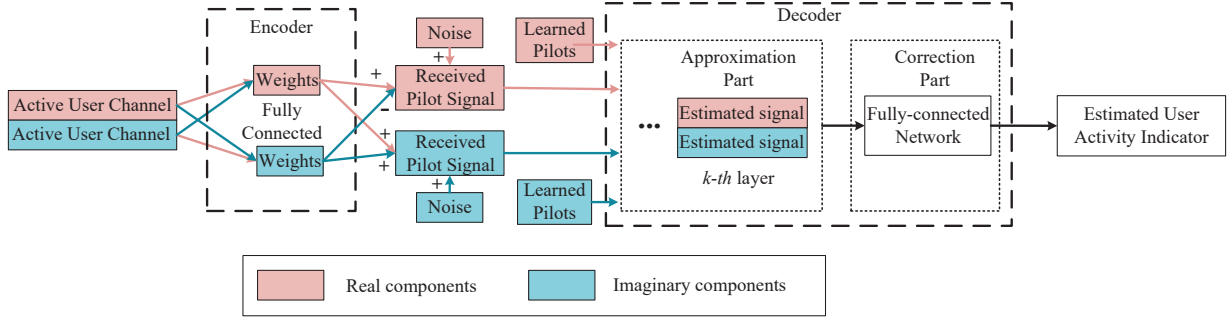 Encoder
Decoder
Noise
Learned
Pilots
+
Approximation
Part
Correction
Part
Weights
+
Received
Pilot Signal
Active User Channel
Fully
Connected
-
Estimated signal
Fully-connected
Network
Estimated User
Activity Indicator
Active User Channel
...
Estimated signal
+
Weights
+
Received
Pilot Signal
k-th layer
+
Noise
Learned
Pilots
Real components
Imaginary components